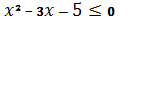 x² – 3x – 5 ≤ 0